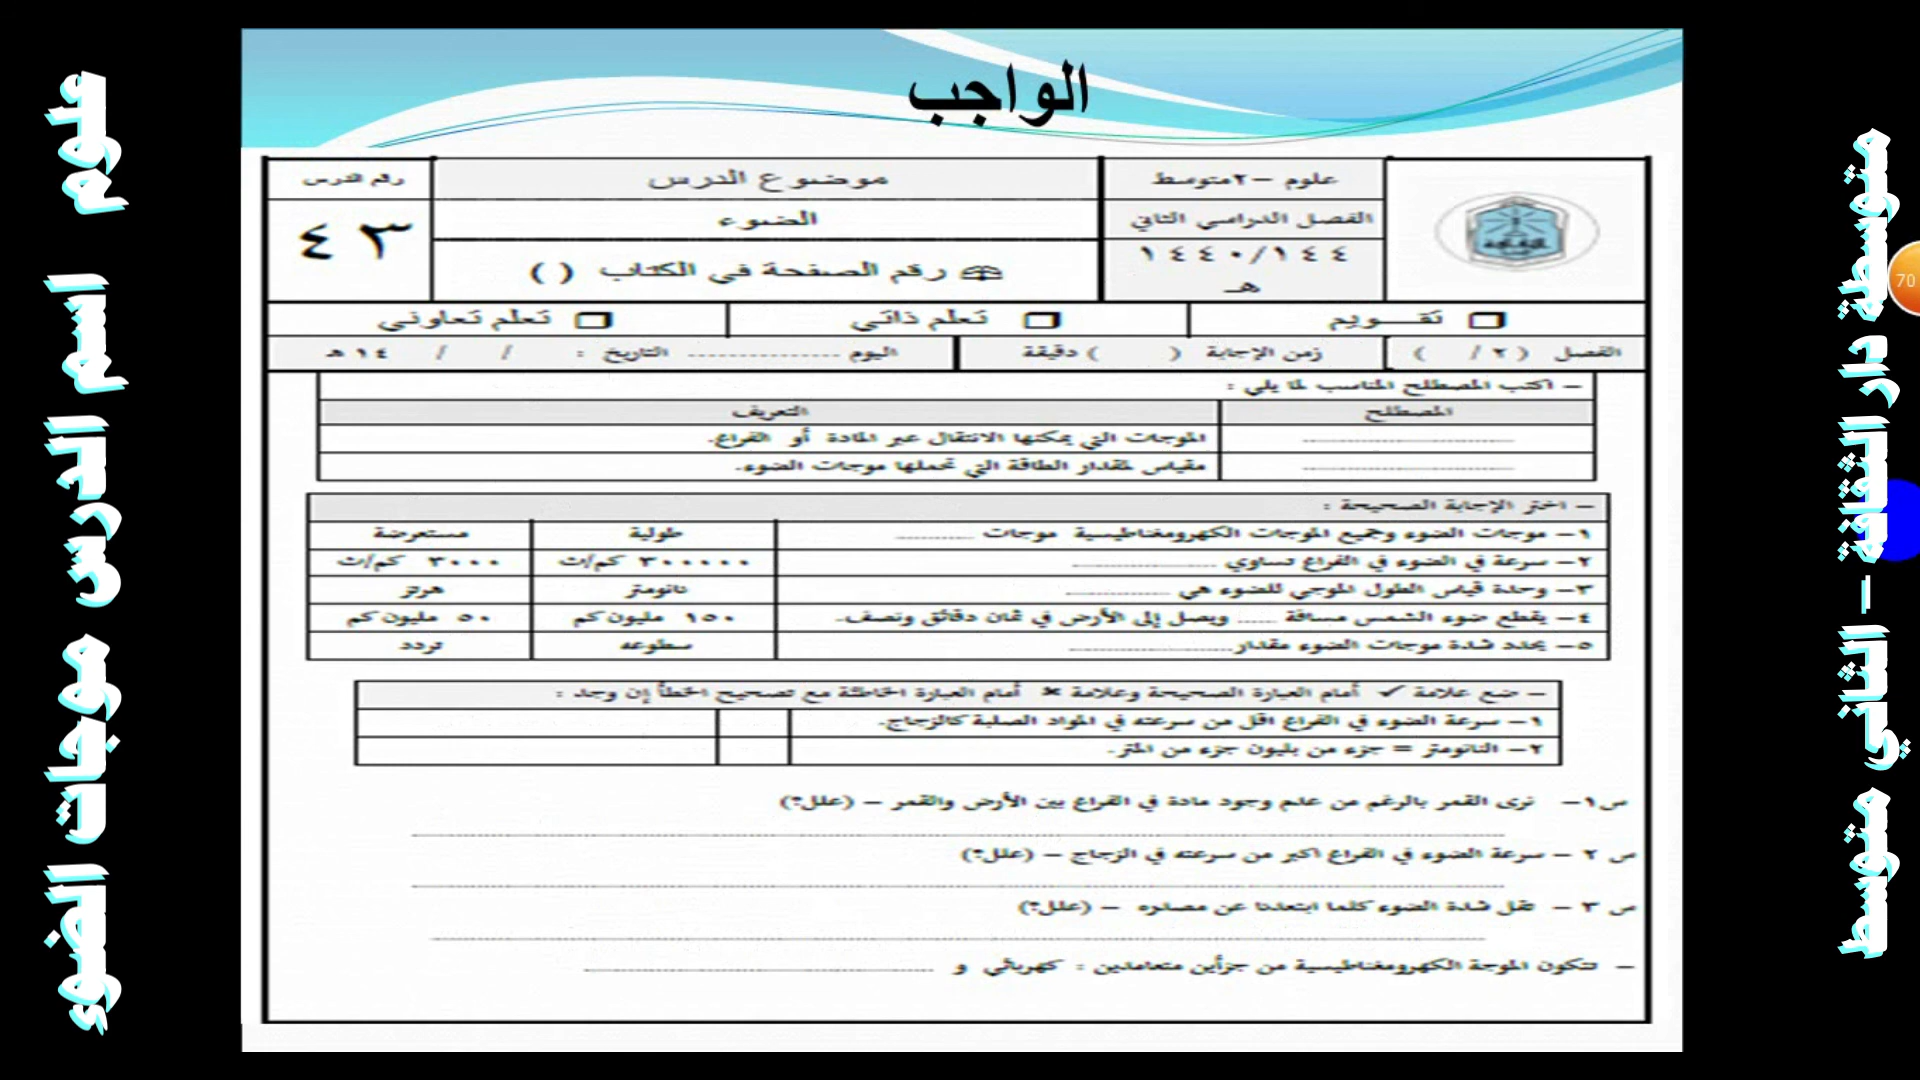 الواجب
علوم -٢متوسط
موضوع الدرس
رقم الدرس
الفصل الدراسي الثاني
الضوء
٤٣
١٤٤٠/١٤٤
هـ
رقم الصفحة في الكتاب ( )
تقـــويم
تعلم ذاتي
تعلم تعاوني
الفصل ( ٢ / )
زمن الإجابة ( ) دقيقة
اليوم ---------------- التاريخ : / / ١٤ هـ
– اكتب المصطلح المناسب لما يلي :
المصطلح
التعريف
الموجات التي يمكنها الانتقال عبر المادة أو الفراغ.
مقياس لمقدار الطاقة التي تحملها موجات الضوء.
– اختر الإجابة الصحيحة :
١– موجات الضوء وجميع الموجات الكهرومغناطيسية موجات ............ طولية مستعرضة
٢– سرعة في الضوء في الفراغ تساوي .................. ٣٠٠٠٠٠ كم/ث ٣٠٠٠ كم/ث
٣– وحدة قياس الطول الموجي للضوء هي .................. نانومتر هرتز
٤– يقطع ضوء الشمس مسافة ...... ويصل إلى الأرض في ثمان دقائق ونصف. ١٥٠ مليون كم ٥٠ مليون كم
٥– يحدد شدة موجات الضوء مقدار........................ سطوعه تردد
– ضع علامة ✓ أمام العبارة الصحيحة وعلامة × أمام العبارة الخاطئة مع تصحيح الخطأ إن وجد :
١– سرعة الضوء في الفراغ اقل من سرعته في المواد الصلبة كالزجاج.
٢– النانومتر = جزء من بليون جزء من المتر.
س١– نرى القمر بالرغم من عدم وجود مادة في الفراغ بين الأرض والقمر – (علل؟)
س ٢ – سرعة الضوء في الفراغ اكبر من سرعته في الزجاج – (علل؟)
س ٣ – تقل شدة الضوء كلما ابتعدنا عن مصدره – (علل؟)
– تتكون الموجة الكهرومغناطيسية من جزأين متعامدين : كهربائي و ........................
متوسطة دار الثقافة – الثاني متوسط
علوم اسم الدرس موجات الضوء
70